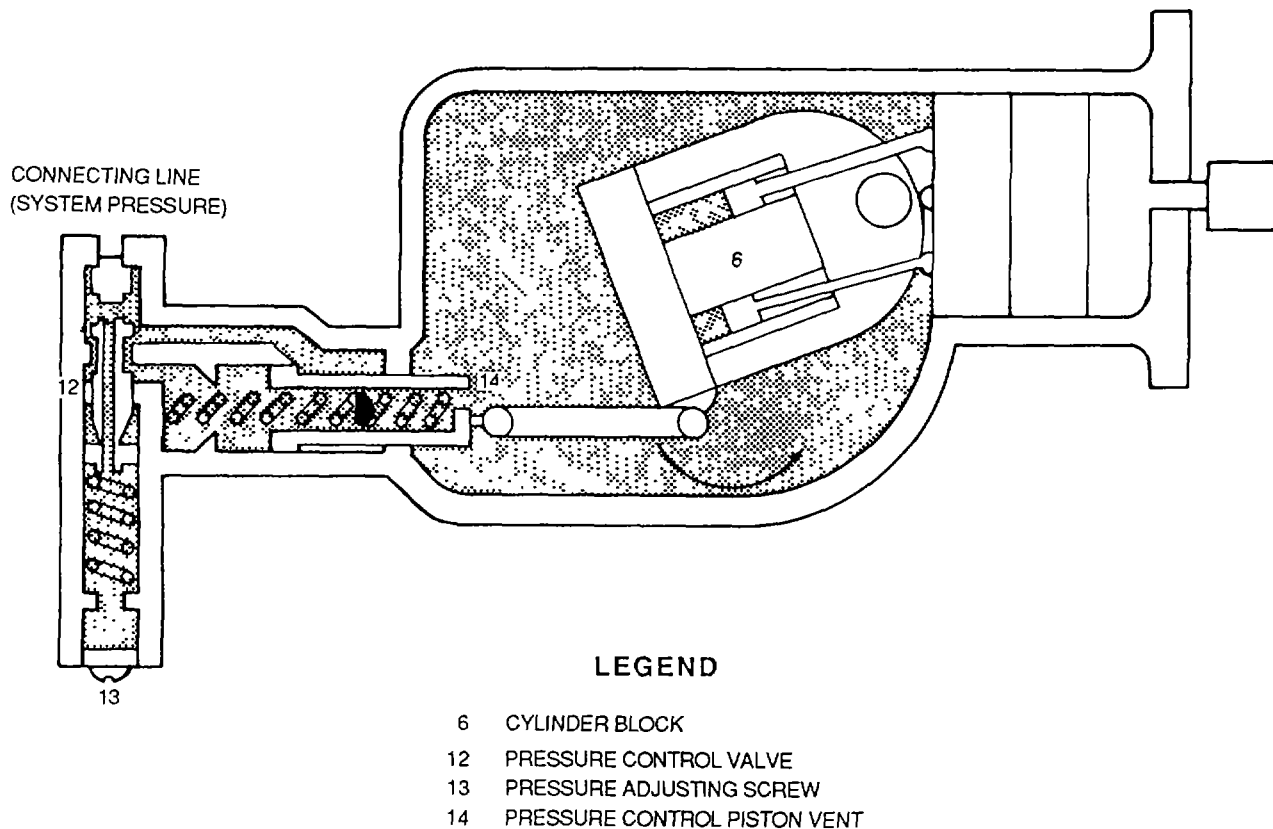 CONNECTING LINE
(SYSTEM PRESSURE)
6
12
14
13
LEGEND
6 CYLINDER BLOCK
12 PRESSURE CONTROL VALVE
13 PRESSURE ADJUSTING SCREW
14 PRESSURE CONTROL PISTON VENT